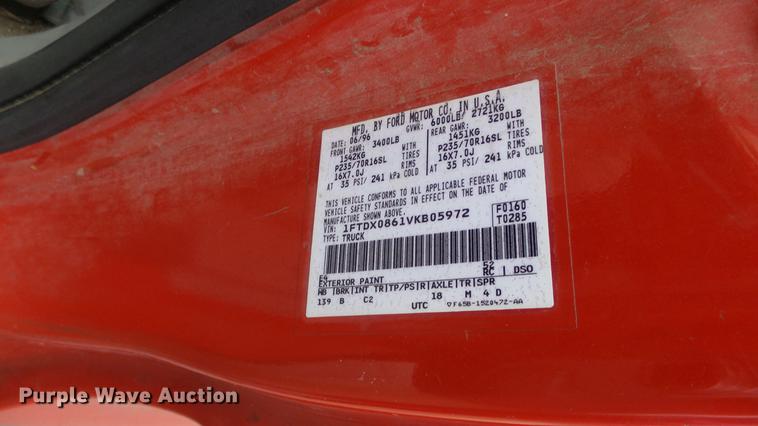 MFD. BY FORD MOTOR CO. IN U.S.A.
DATE: 06/96 GVWR: 6000LB/ 2721KG
FRONT GAWR: 3400LB REAR GAWR: 3200LB
1542KG WITH 1451KG WITH
P235/70R16SL TIRES P235/70R16SL TIRES
16X7.0J RIMS 16X7.0J RIMS
AT 35 PSI/ 241 kPa COLD AT 35 PSI/ 241 kPa COLD
THIS VEHICLE CONFORMS TO ALL APPLICABLE FEDERAL MOTOR
VEHICLE SAFETY STANDARDS IN EFFECT ON THE DATE OF
MANUFACTURE SHOWN ABOVE.
VIN: 1FTDX0861VKB05972 F0160
TYPE: TRUCK T0285
E4 52
EXTERIOR PAINT RC DSO
WB BRK INT TR TP/PS R AXLE TR SPR
139 B C2 18 M 4 D
UTC F65B-1520472-AA
Purple Wave Auction